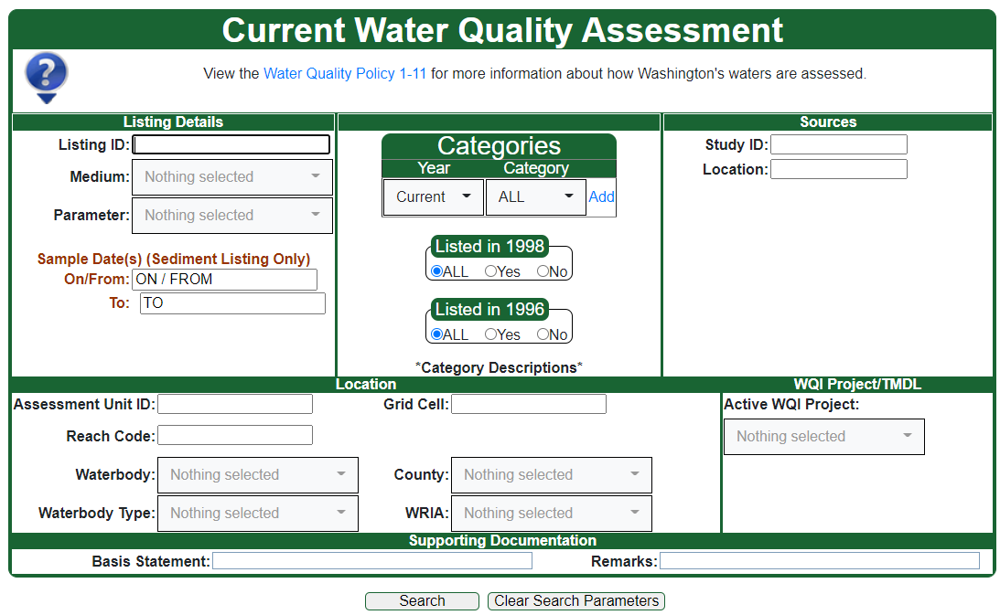 Current Water Quality Assessment
?
View the Water Quality Policy 1-11 for more information about how Washington's waters are assessed.
Listing Details
Listing ID:
Medium: Nothing selected
Parameter: Nothing selected
Sample Date(s) (Sediment Listing Only)
On/From: ON / FROM
To: TO
Categories
Year Category
Current ALL Add
Listed in 1998
ALL Yes No
Listed in 1996
ALL Yes No
*Category Descriptions*
Sources
Study ID:
Location:
Location
Assessment Unit ID: Grid Cell:
Reach Code:
Waterbody: Nothing selected County: Nothing selected
Waterbody Type: Nothing selected WRIA: Nothing selected
WQI Project/TMDL
Active WQI Project:
Nothing selected
Supporting Documentation
Basis Statement: Remarks:
Search Clear Search Parameters